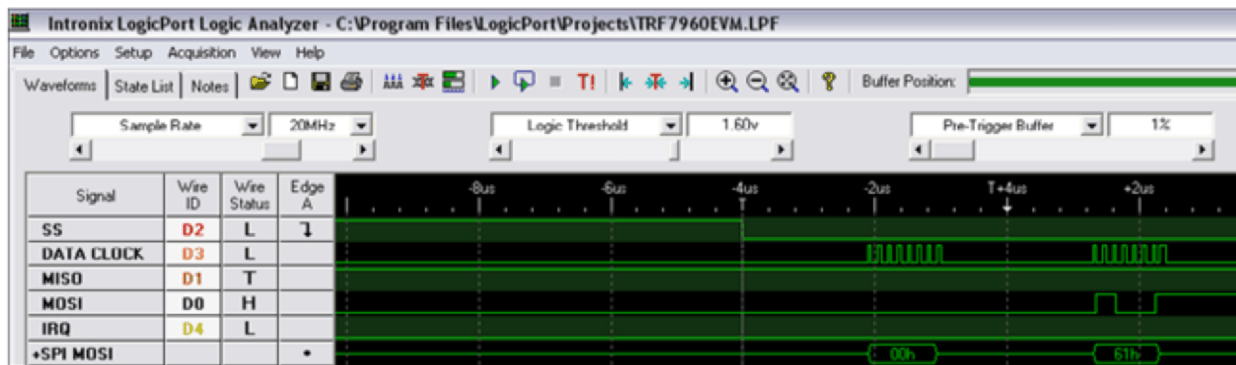 Intronix LogicPort Logic Analyzer - C:\Program Files\LogicPort\Projects\TRF7960EVM.LPF
File Options Setup Acquisition View Help
Waveforms State List Notes T! Buffer Position:
Sample Rate 20MHz Logic Threshold 1.60v Pre-Trigger Buffer 1%
Signal Wire ID Wire Status Edge A -8us -6us -4us -2us T+4us +2us
T
SS D2 L
DATA CLOCK D3 L
MISO D1 T
MOSI D0 H
IRQ D4 L
+SPI MOSI 00h 61h